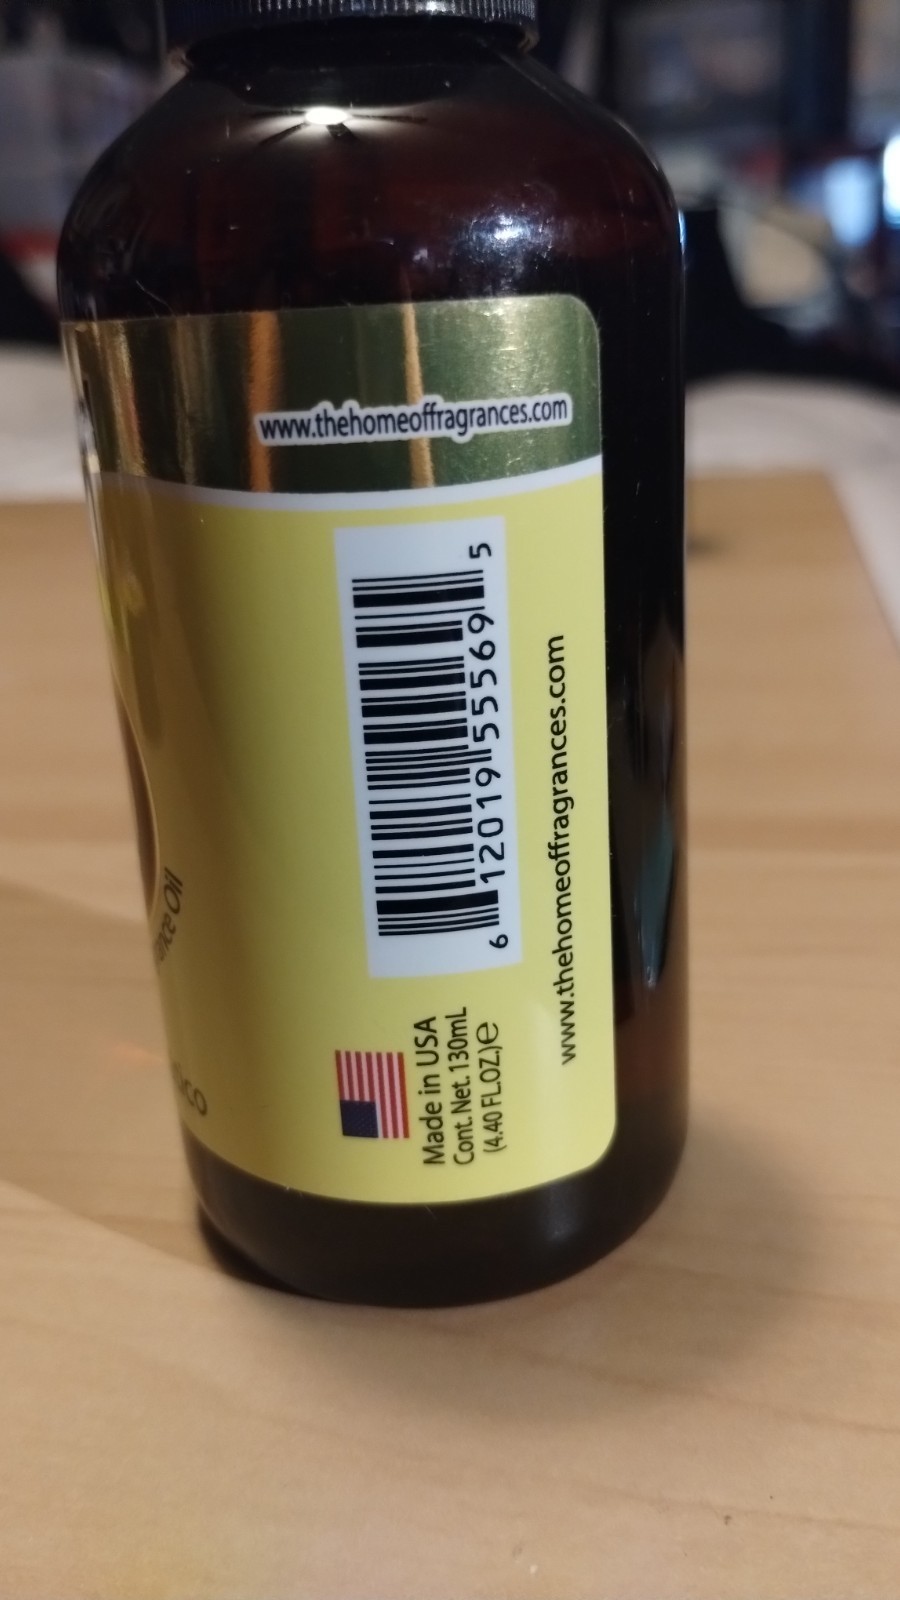 www.thehomeoffragrances.com
6 12019 55569 5
www.thehomeoffragrances.com
Made in USA
Cont. Net. 130mL
(4.40 FL.OZ.)℮
Oil